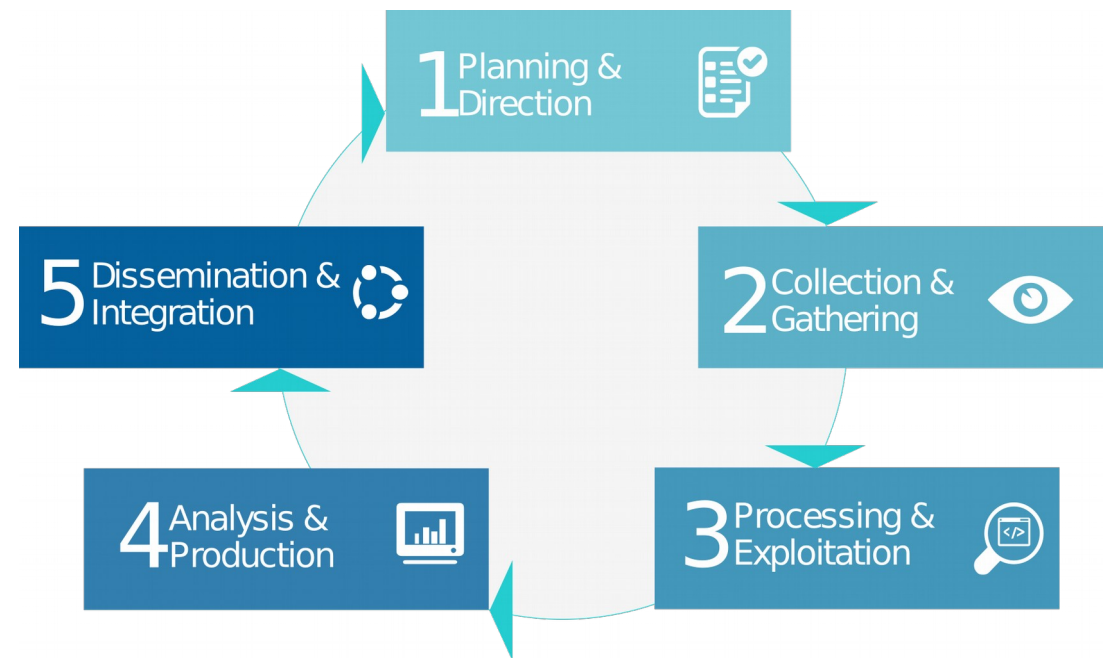 1 Planning &
Direction
2 Collection &
Gathering
3 Processing &
Exploitation
</>
4 Analysis &
Production
5 Dissemination &
Integration